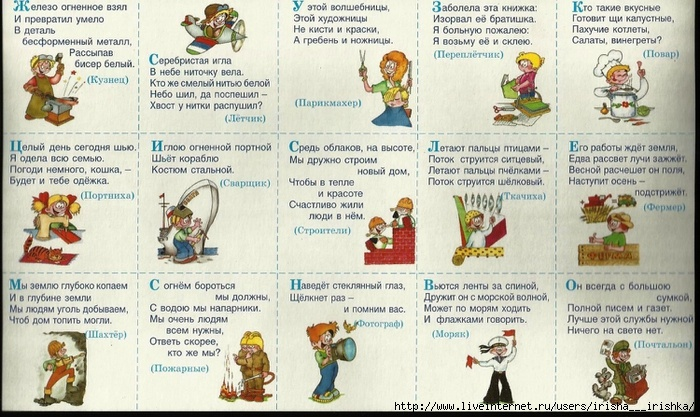 Железо огненное взял
И превратил умело
В деталь
бесформенный металл,
Рассыпав
бисер белый.
(Кузнец)
Серебристая игла
В небе ниточку вела.
Кто же смелый нитью белой
Небо шил, да поспешил –
Хвост у нитки распушил?
(Лётчик)
У этой волшебницы,
Этой художницы
Не кисти и краски,
А гребень и ножницы.
(Парикмахер)
Заболела эта книжка:
Изорвал её братишка.
Я больную пожалею:
Я возьму её и склею.
(Переплётчик)
Кто такие вкусные
Готовит щи капустные,
Пахучие котлеты,
Салаты, винегреты?
(Повар)
Целый день сегодня шью.
Я одела всю семью.
Погоди немного, кошка, –
Будет и тебе одёжка.
(Портниха)
Иглою огненной портной
Шьёт кораблю
Костюм стальной.
(Сварщик)
Средь облаков, на высоте,
Мы дружно строим
новый дом,
Чтобы в тепле
и красоте
Счастливо жили
люди в нём.
(Строители)
Летают пальцы птицами –
Поток струится ситцевый,
Летают пальцы пчёлками –
Поток струится шёлковый.
(Ткачиха)
Его работы ждёт земля,
Едва рассвет лучи зажжёт.
Весной расчешет он поля,
Наступит осень –
подстрижёт.
(Фермер)
Мы землю глубоко копаем
И в глубине земли
Мы людям уголь добываем,
Чтоб дом топить могли.
(Шахтёр)
С огнём бороться
мы должны,
С водою мы напарники.
Мы очень людям
всем нужны,
Ответь скорее,
кто же мы?
(Пожарные)
Наведёт стеклянный глаз,
Щёлкнет раз –
и помним вас.
(Фотограф)
Вьются ленты за спиной,
Дружит он с морской волной,
Может по морям ходить
И флажками говорить.
(Моряк)
Он всегда с большою
сумкой,
Полной писем и газет.
Лучше этой службы нужной
Ничего на свете нет.
(Почтальон)
http://www.liveinternet.ru/users/irisha___irishka/